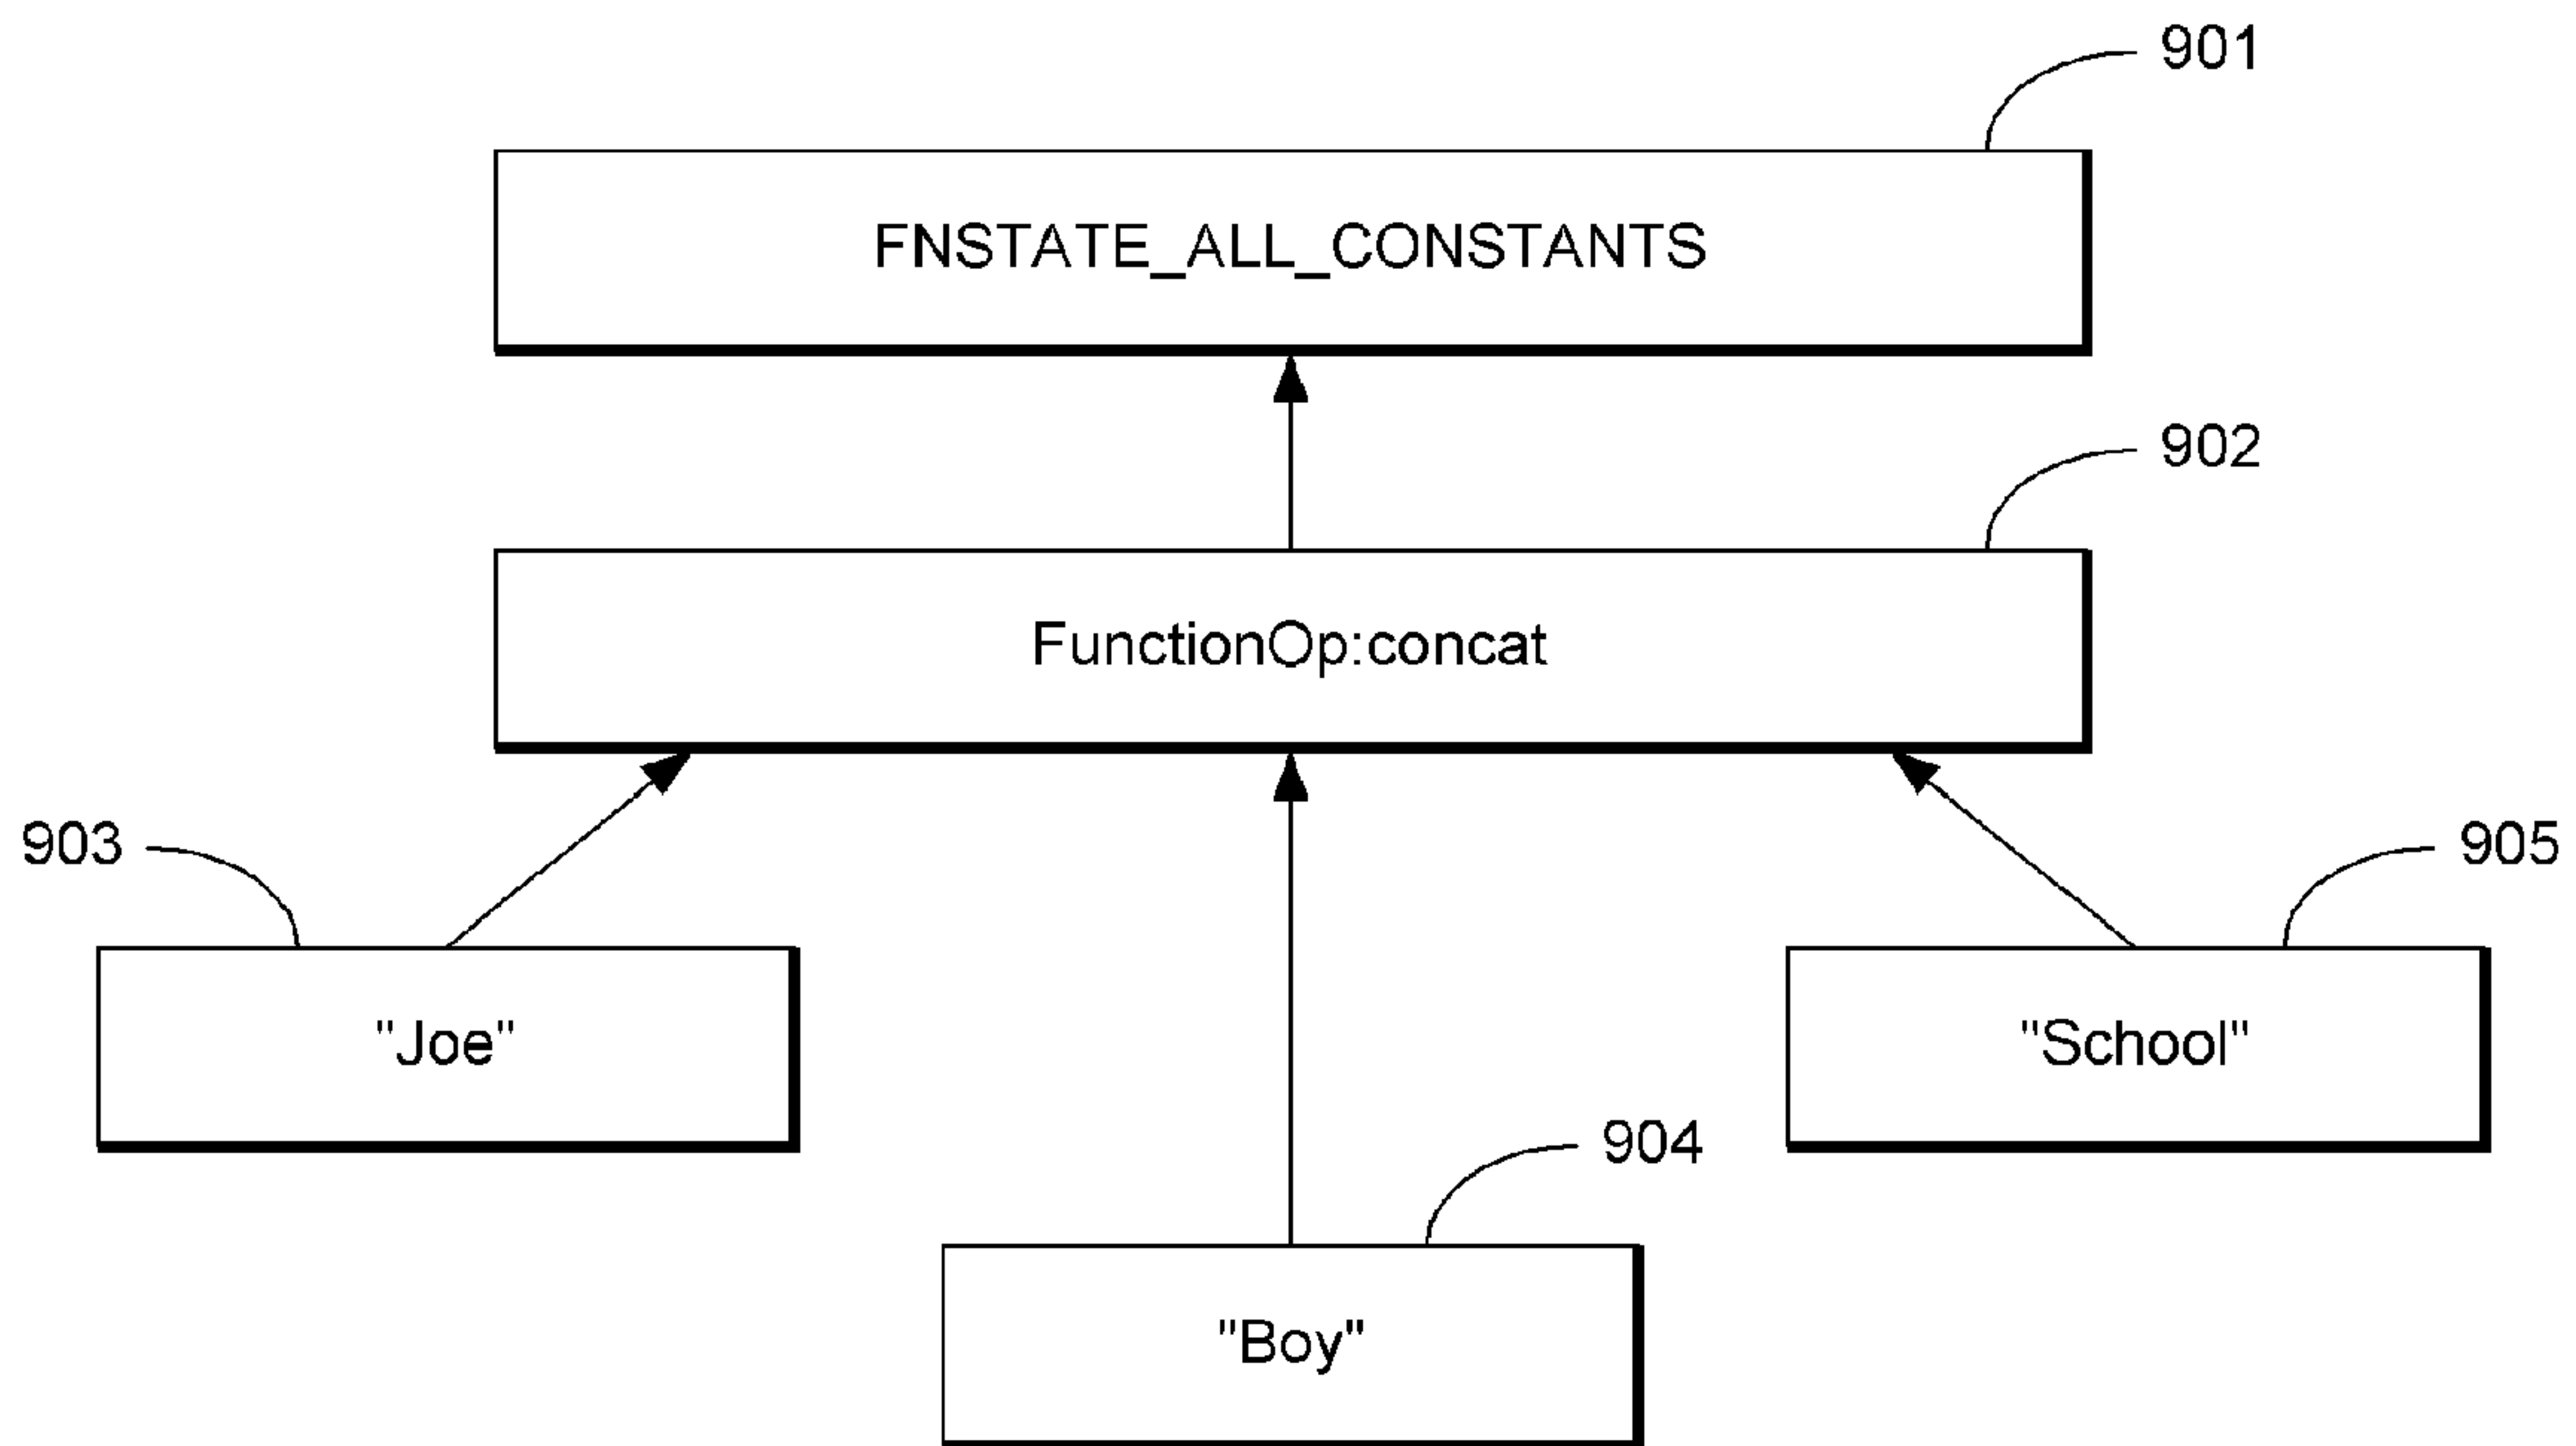 901
FNSTATE_ALL_CONSTANTS
902
FunctionOp:concat
903
905
"Joe"
"School"
904
"Boy"